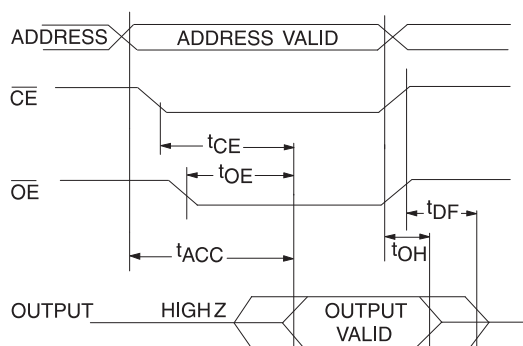 ADDRESS
ADDRESS VALID
CE
tCE
tOE
OE
tDF
tACC
tOH
OUTPUT
HIGH Z
OUTPUT
VALID